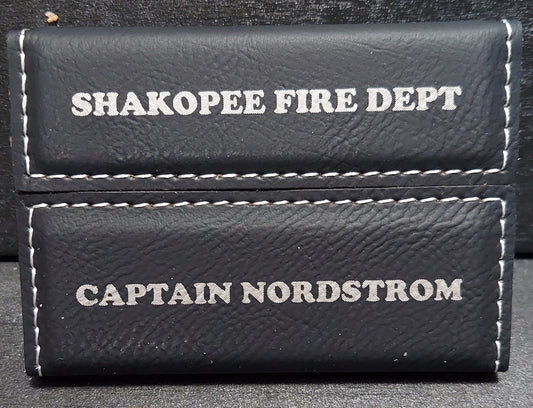 SHAKOPEE FIRE DEPT
CAPTAIN NORDSTROM